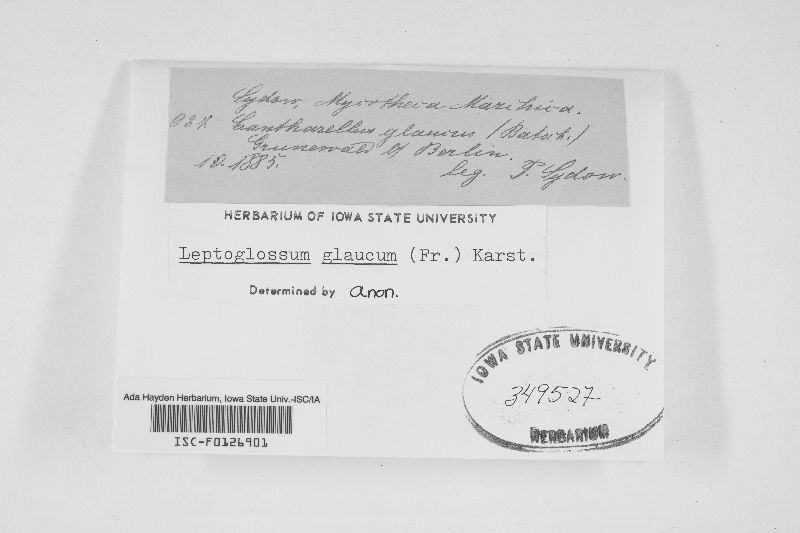 Sydow, Mycotheca Marchica.
987. Cantharellus glaucus (Batsch.)
Grunewald b/ Berlin.
10. 1885. leg. P. Sydow.
HERBARIUM OF IOWA STATE UNIVERSITY
Leptoglossum glaucum (Fr.) Karst.
Determined by anon.
IOWA STATE UNIVERSITY
349527
HERBARIUM
Ada Hayden Herbarium, Iowa State Univ.-ISC/IA
ISC-F0126901